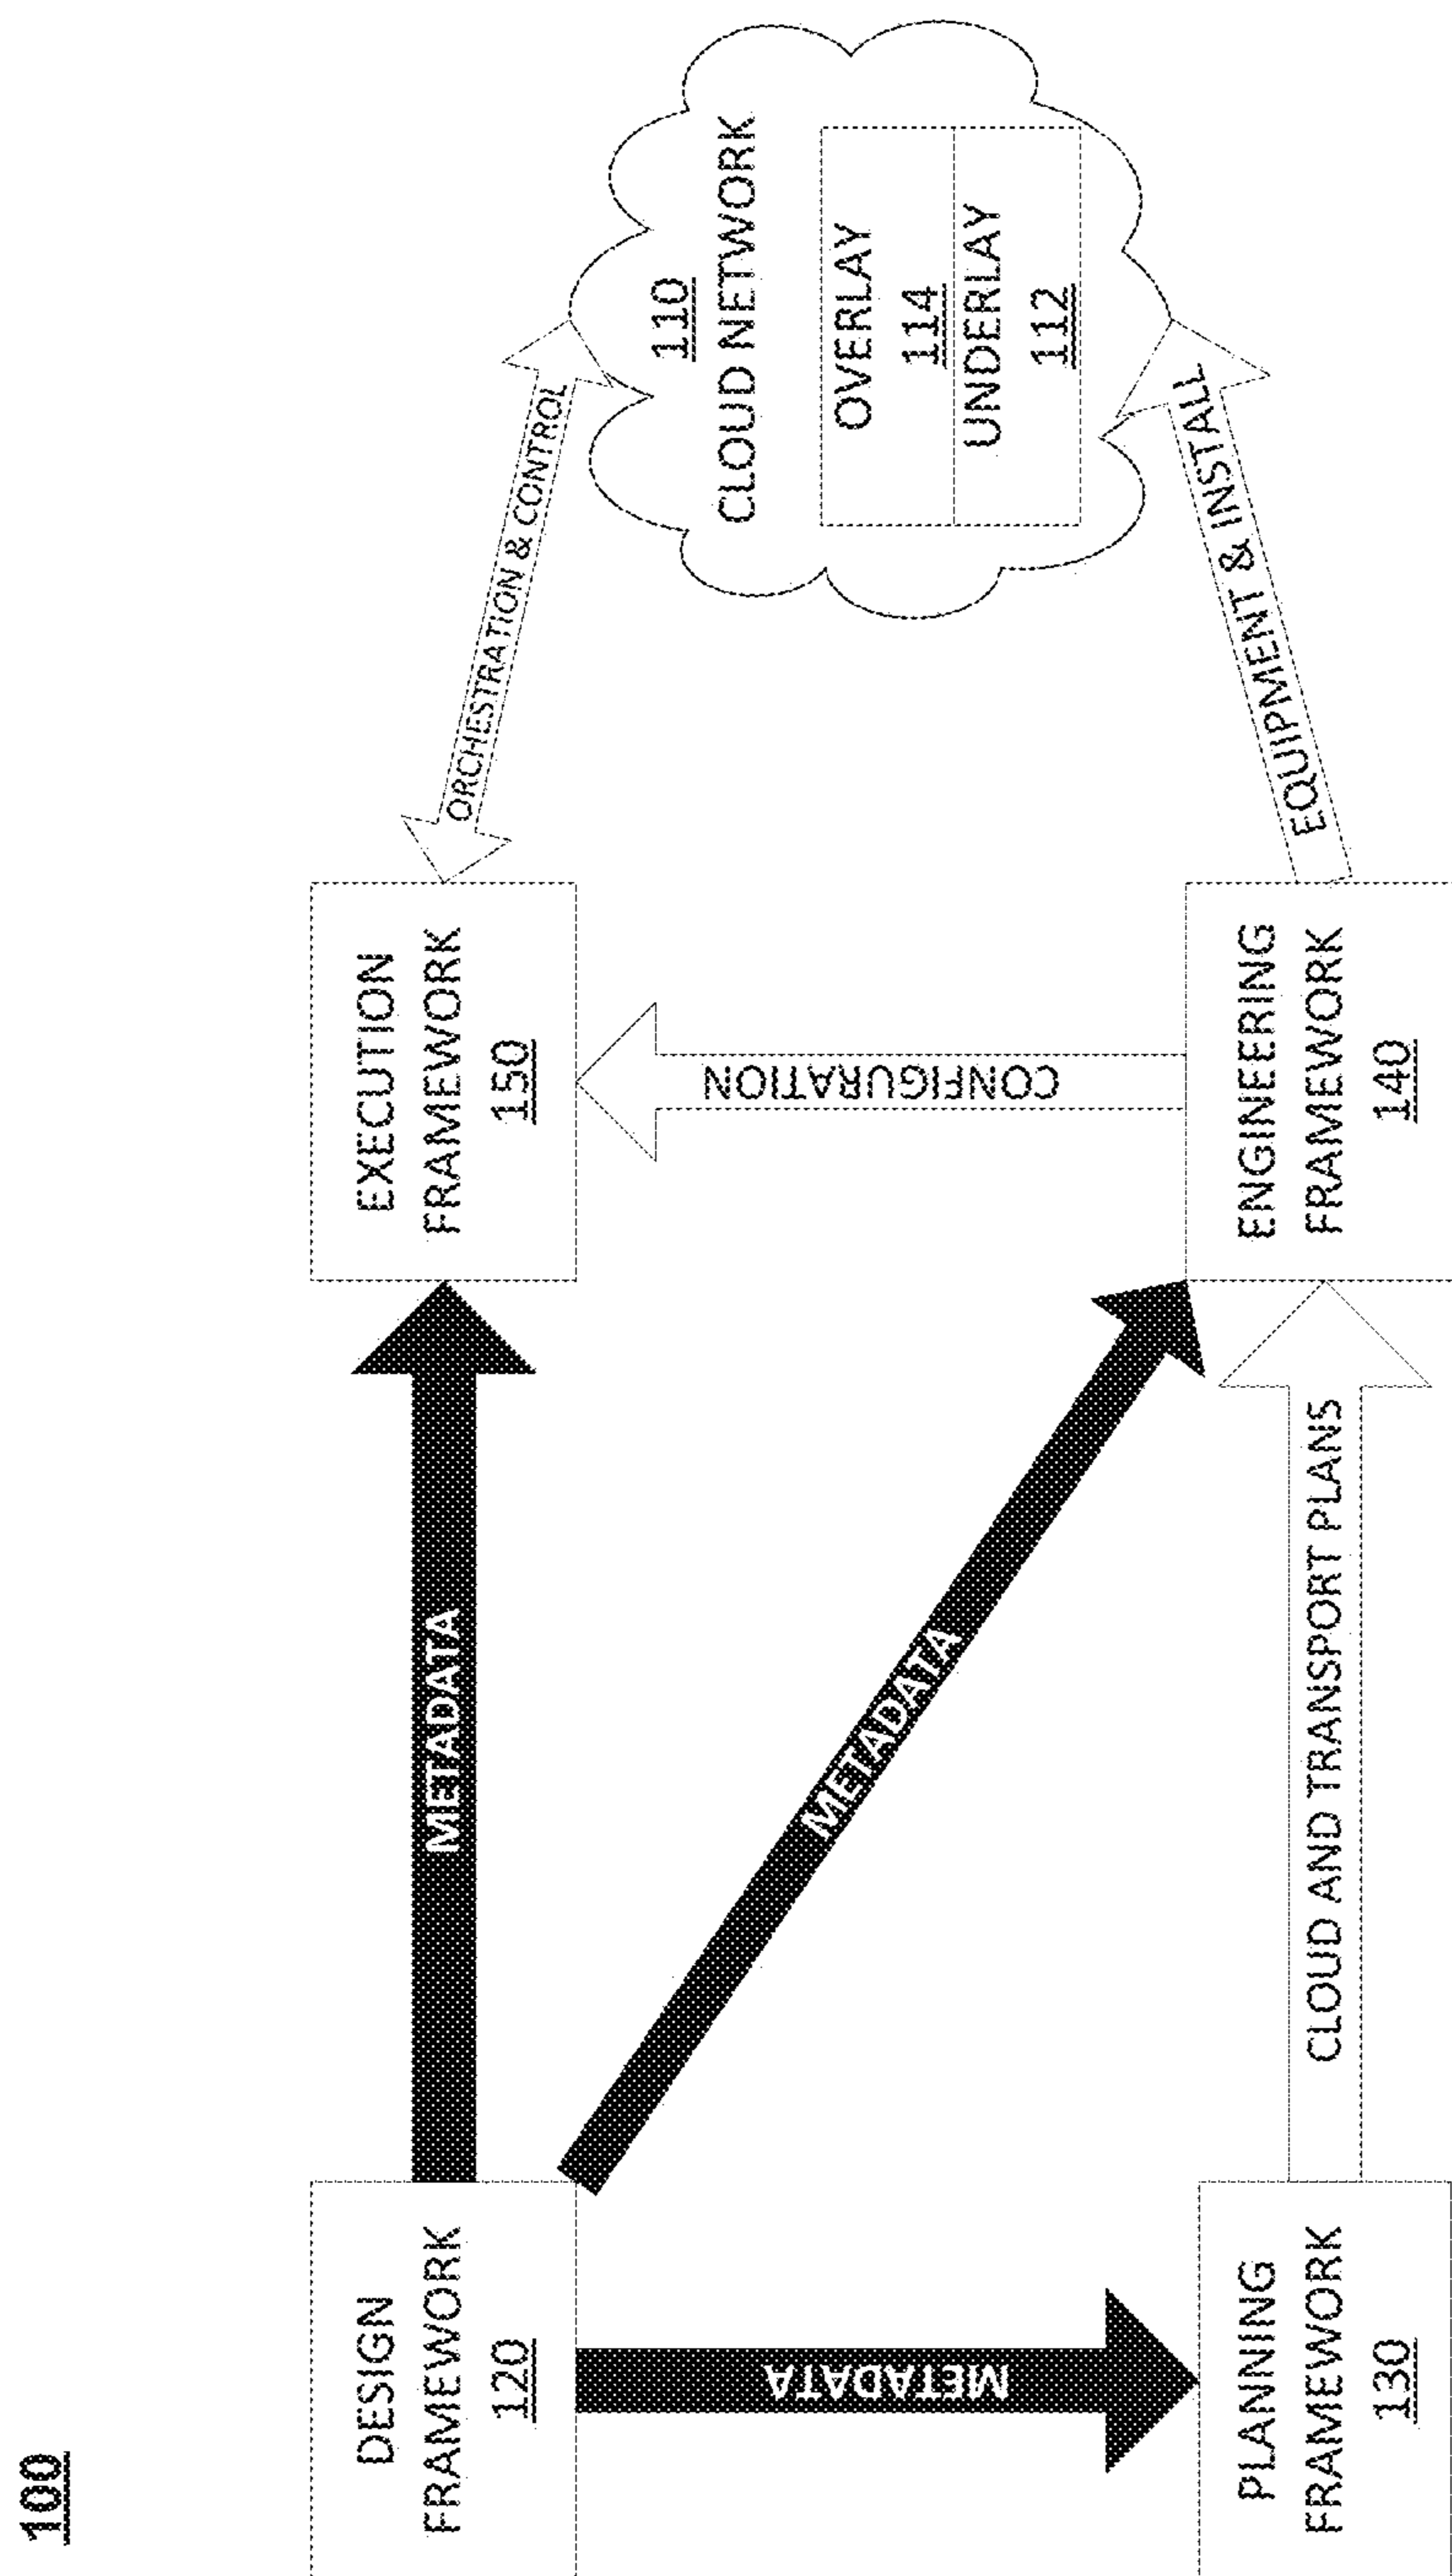 100
DESIGN
FRAMEWORK
120
METADATA
EXECUTION
FRAMEWORK
150
ORCHESTRATION & CONTROL
110
CLOUD NETWORK
OVERLAY
114
UNDERLAY
112
METADATA
METADATA
CONFIGURATION
PLANNING
FRAMEWORK
130
CLOUD AND TRANSPORT PLANS
ENGINEERING
FRAMEWORK
140
EQUIPMENT & INSTALL